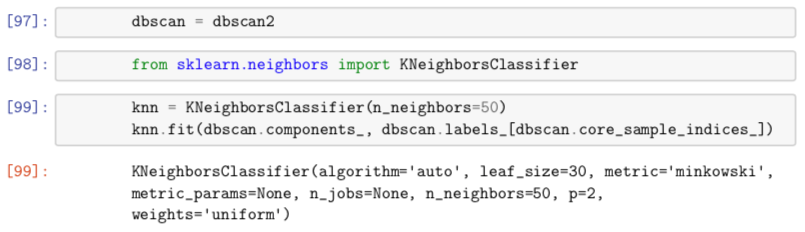 [97]: dbscan = dbscan2
[98]: from sklearn.neighbors import KNeighborsClassifier
[99]: knn = KNeighborsClassifier(n_neighbors=50)
knn.fit(dbscan.components_, dbscan.labels_[dbscan.core_sample_indices_])
[99]: KNeighborsClassifier(algorithm='auto', leaf_size=30, metric='minkowski',
metric_params=None, n_jobs=None, n_neighbors=50, p=2,
weights='uniform')